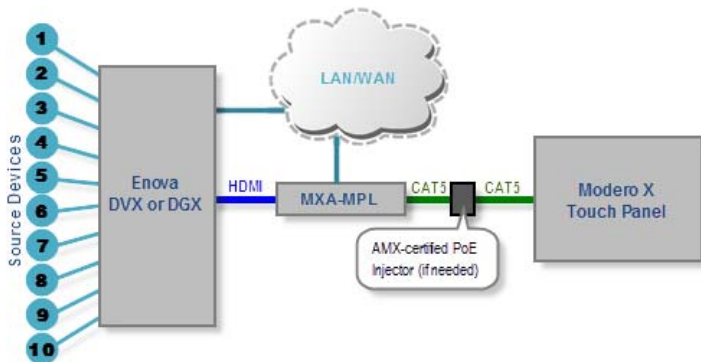 Source Devices
1
2
3
4
5
6
7
8
9
10
Enova
DVX or DGX
LAN/WAN
HDMI
MXA-MPL
CAT5
CAT5
AMX-certified PoE
Injector (if needed)
Modero X
Touch Panel